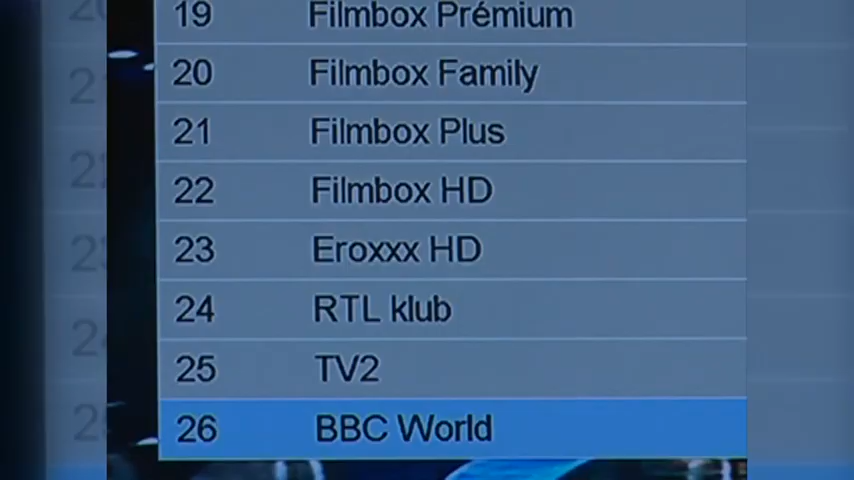 19 Filmbox Prémium
20 Filmbox Family
21 Filmbox Plus
22 Filmbox HD
23 Eroxxx HD
24 RTL klub
25 TV2
26 BBC World